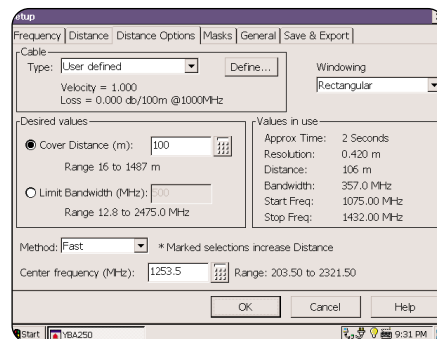 etup
Frequency Distance Distance Options Masks General Save & Export
Cable
Type: User defined Define...
Velocity = 1.000
Loss = 0.000 db/100m @1000MHz
Windowing
Rectangular
Desired values
Cover Distance (m): 100
Range 16 to 1487 m
Limit Bandwidth (MHz): 500
Range 12.8 to 2475.0 MHz
Values in use
Approx Time: 2 Seconds
Resolution: 0.420 m
Distance: 106 m
Bandwidth: 357.0 MHz
Start Freq: 1075.00 MHz
Stop Freq: 1432.00 MHz
Method: Fast * Marked selections increase Distance
Center frequency (MHz): 1253.5 Range: 203.50 to 2321.50
OK Cancel Help
Start YBA250 9:31 PM